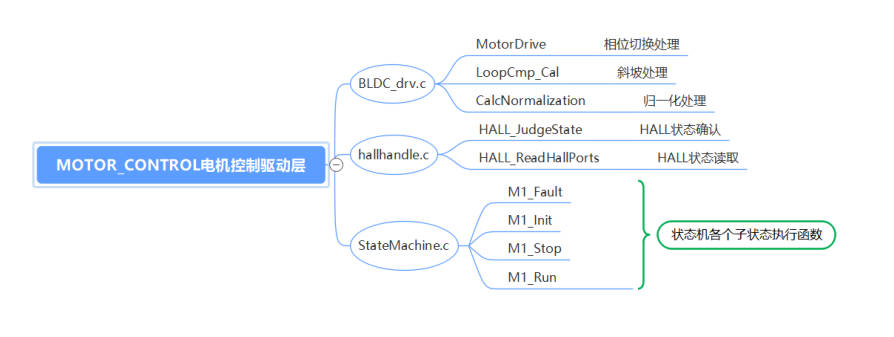 MOTOR_CONTROL电机控制驱动层
BLDC_drv.c
MotorDrive 相位切换处理
LoopCmp_Cal 斜坡处理
CalcNormalization 归一化处理
hallhandle.c
HALL_JudgeState HALL状态确认
HALL_ReadHallPorts HALL状态读取
StateMachine.c
M1_Fault
M1_Init
M1_Stop
M1_Run
状态机各个子状态执行函数